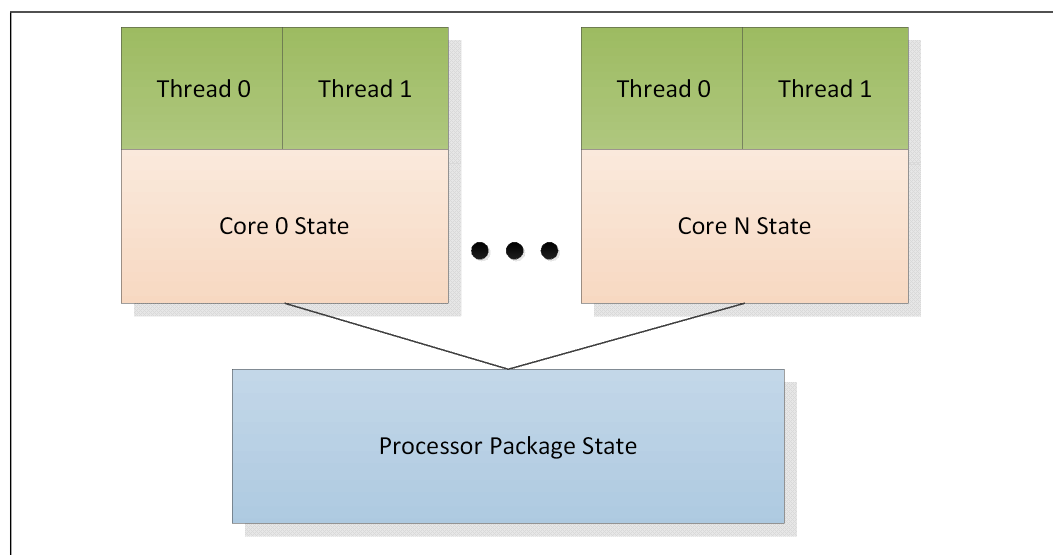 Thread 0
Thread 1
Thread 0
Thread 1
Core 0 State
Core N State
Processor Package State